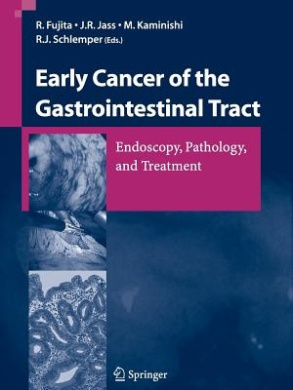 R. Fujita · J.R. Jass · M. Kaminishi
R.J. Schlemper (Eds.)
Early Cancer of the
Gastrointestinal Tract
Endoscopy, Pathology,
and Treatment
Springer